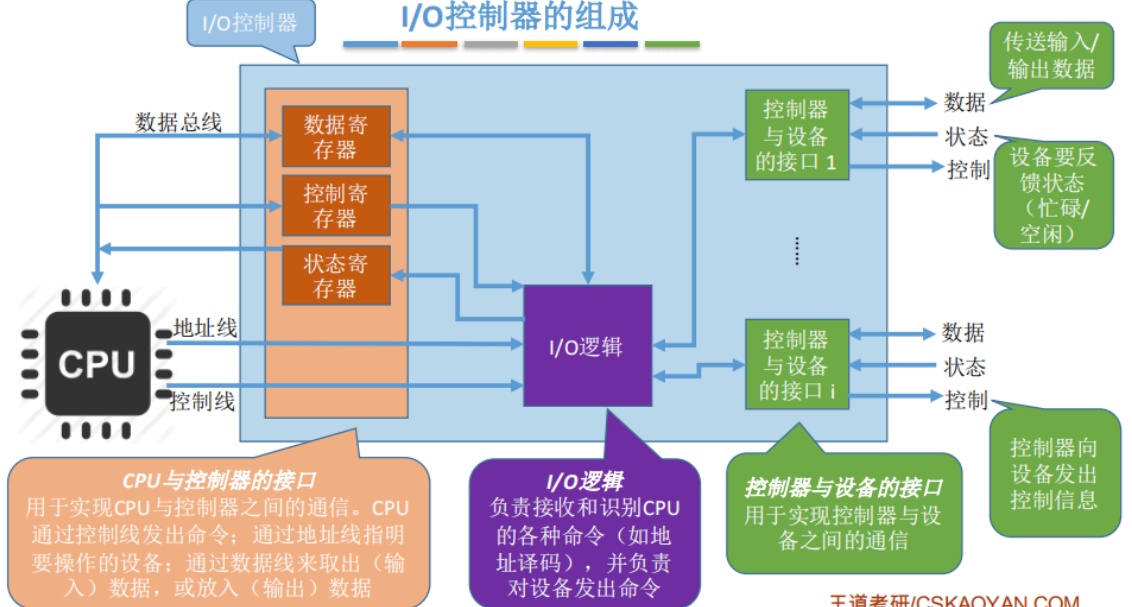 I/O控制器的组成
I/O控制器
传送输入/
输出数据
数据总线
数据寄
存器
控制寄
存器
状态寄
存器
控制器
与设备
的接口 1
数据
状态
控制
设备要反
馈状态
（忙碌/
空闲）
......
CPU
地址线
控制线
I/O逻辑
控制器
与设备
的接口 i
数据
状态
控制
控制器向
设备发出
控制信息
CPU与控制器的接口
用于实现CPU与控制器之间的通信。CPU
通过控制线发出命令；通过地址线指明
要操作的设备；通过数据线来取出（输
入）数据，或放入（输出）数据
I/O逻辑
负责接收和识别CPU
的各种命令（如地
址译码），并负责
对设备发出命令
控制器与设备的接口
用于实现控制器与设
备之间的通信
王道考研/CSKAOYAN.COM